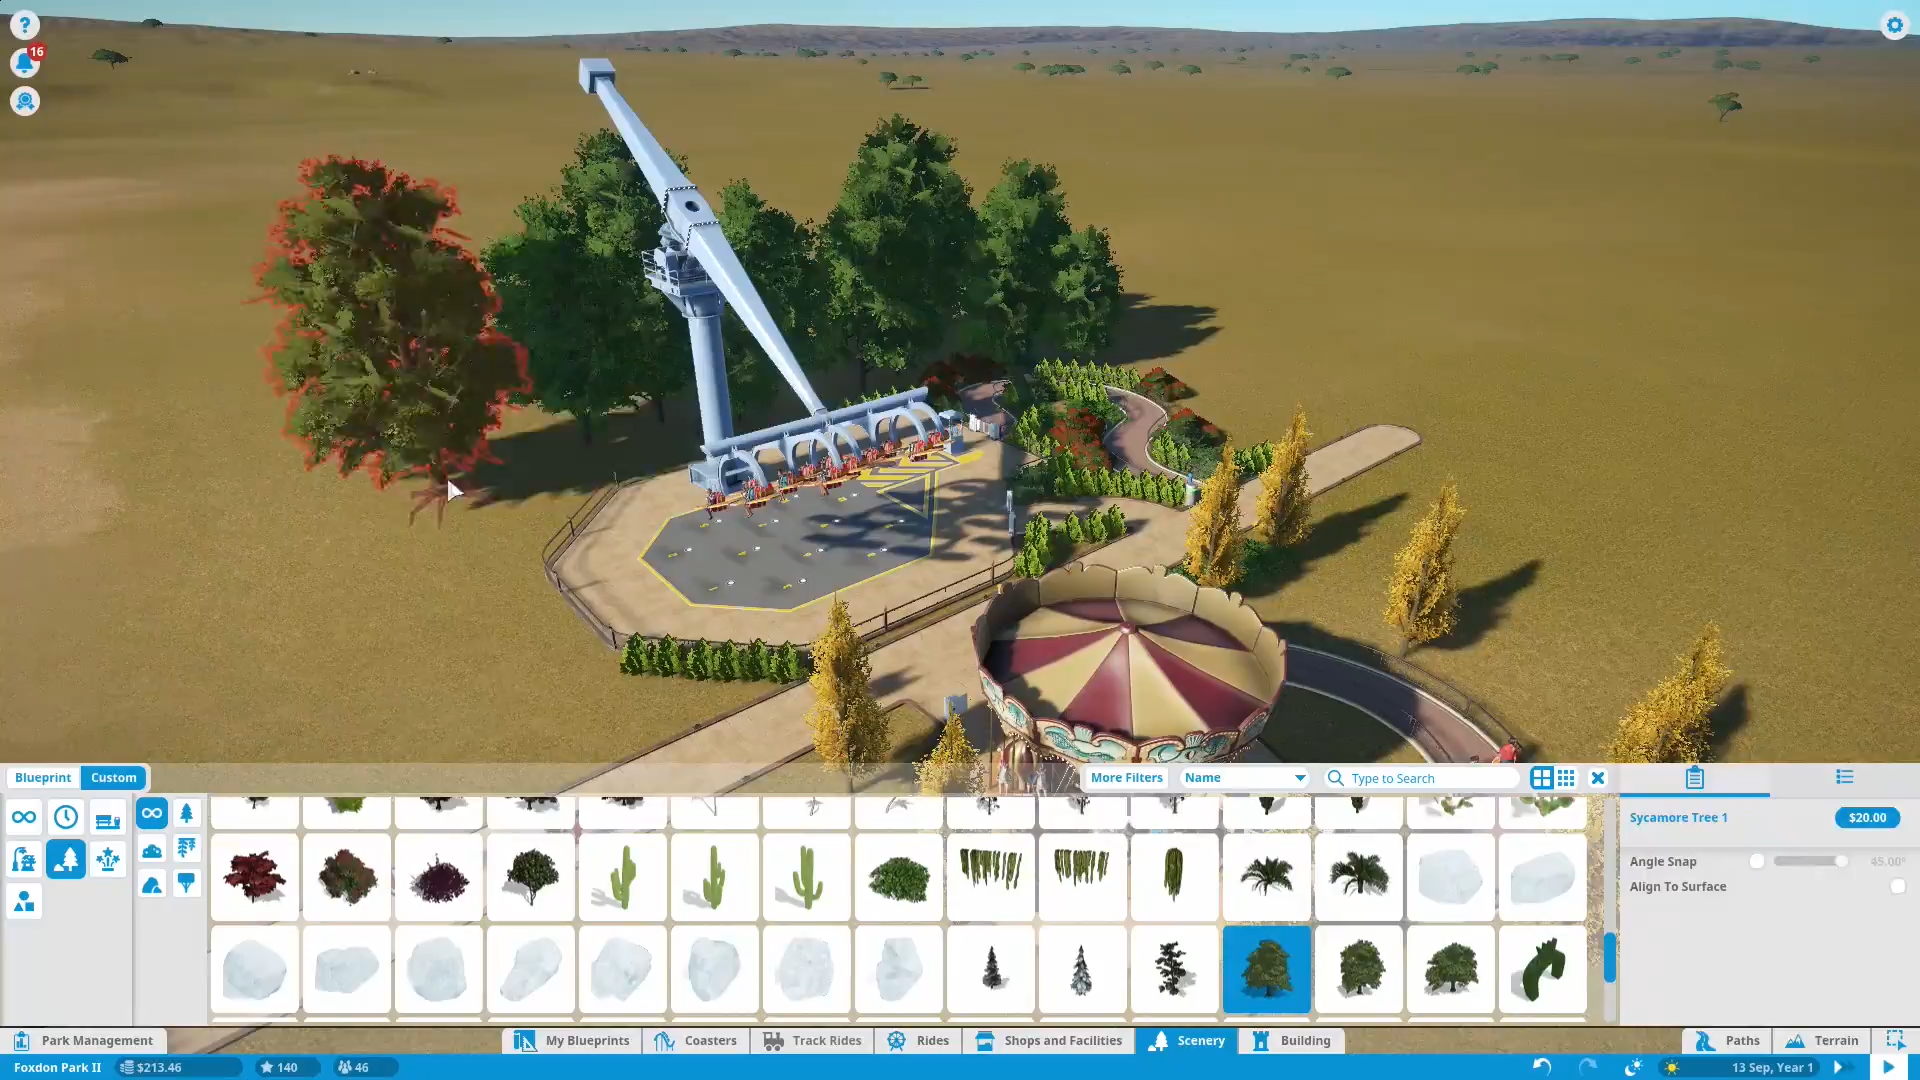 ?
16
Blueprint
Custom
More Filters
Name
Type to Search
Sycamore Tree 1
$20.00
Angle Snap
45.00°
Align To Surface
Park Management
My Blueprints
Coasters
Track Rides
Rides
Shops and Facilities
Scenery
Building
Paths
Terrain
Foxdon Park II
$213.46
140
46
13 Sep, Year 1